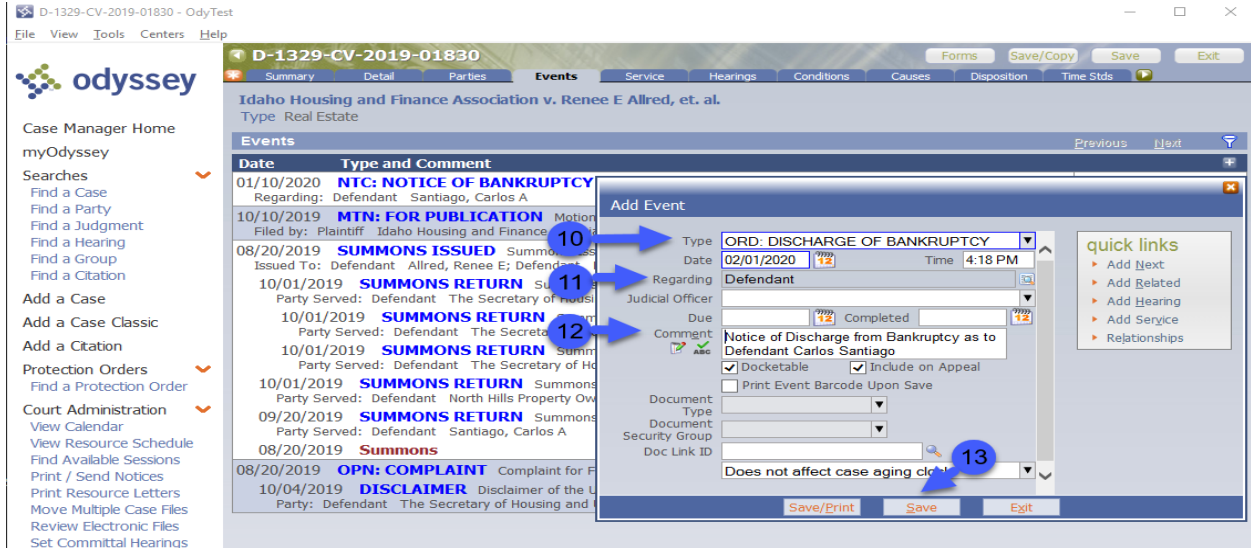 D-1329-CV-2019-01830 - OdyTest
File View Tools Centers Help
odyssey
Case Manager Home
myOdyssey
Searches
Find a Case
Find a Party
Find a Judgment
Find a Hearing
Find a Group
Find a Citation
Add a Case
Add a Case Classic
Add a Citation
Protection Orders
Find a Protection Order
Court Administration
View Calendar
View Resource Schedule
Find Available Sessions
Print / Send Notices
Print Resource Letters
Move Multiple Case Files
Review Electronic Files
Set Committal Hearings
D-1329-CV-2019-01830
Forms Save/Copy Save Exit
Summary Detail Parties Events Service Hearings Conditions Causes Disposition Time Stds
Idaho Housing and Finance Association v. Renee E Allred, et. al.
Type Real Estate
Events Previous Next
Date Type and Comment
01/10/2020 NTC: NOTICE OF BANKRUPTCY
Regarding: Defendant Santiago, Carlos A
10/10/2019 MTN: FOR PUBLICATION Motion
Filed by: Plaintiff Idaho Housing and Finance
08/20/2019 SUMMONS ISSUED
Issued To: Defendant Allred, Renee E; Defendant
10/01/2019 SUMMONS RETURN
Party Served: Defendant The Secretary of
10/01/2019 SUMMONS RETURN
Party Served: Defendant The
10/01/2019 SUMMONS RETURN
Party Served: Defendant The Secretary of
10/01/2019 SUMMONS RETURN Summons
Party Served: Defendant North Hills Property
09/20/2019 SUMMONS RETURN Summons
Party Served: Defendant Santiago, Carlos A
08/20/2019 Summons
08/20/2019 OPN: COMPLAINT Complaint for
10/04/2019 DISCLAIMER Disclaimer of the
Party: Defendant The Secretary of Housing and
Add Event
10
Type ORD: DISCHARGE OF BANKRUPTCY
Date 02/01/2020 12 Time 4:18 PM
11
Regarding Defendant
Judicial Officer
Due 12 Completed 12
12
Comment Notice of Discharge from Bankruptcy as to
Defendant Carlos Santiago
ABC
Docketable Include on Appeal
Print Event Barcode Upon Save
Document
Type
Document
Security Group
Doc Link ID
13
Does not affect case aging
Save/Print Save Exit
quick links
Add Next
Add Related
Add Hearing
Add Service
Relationships